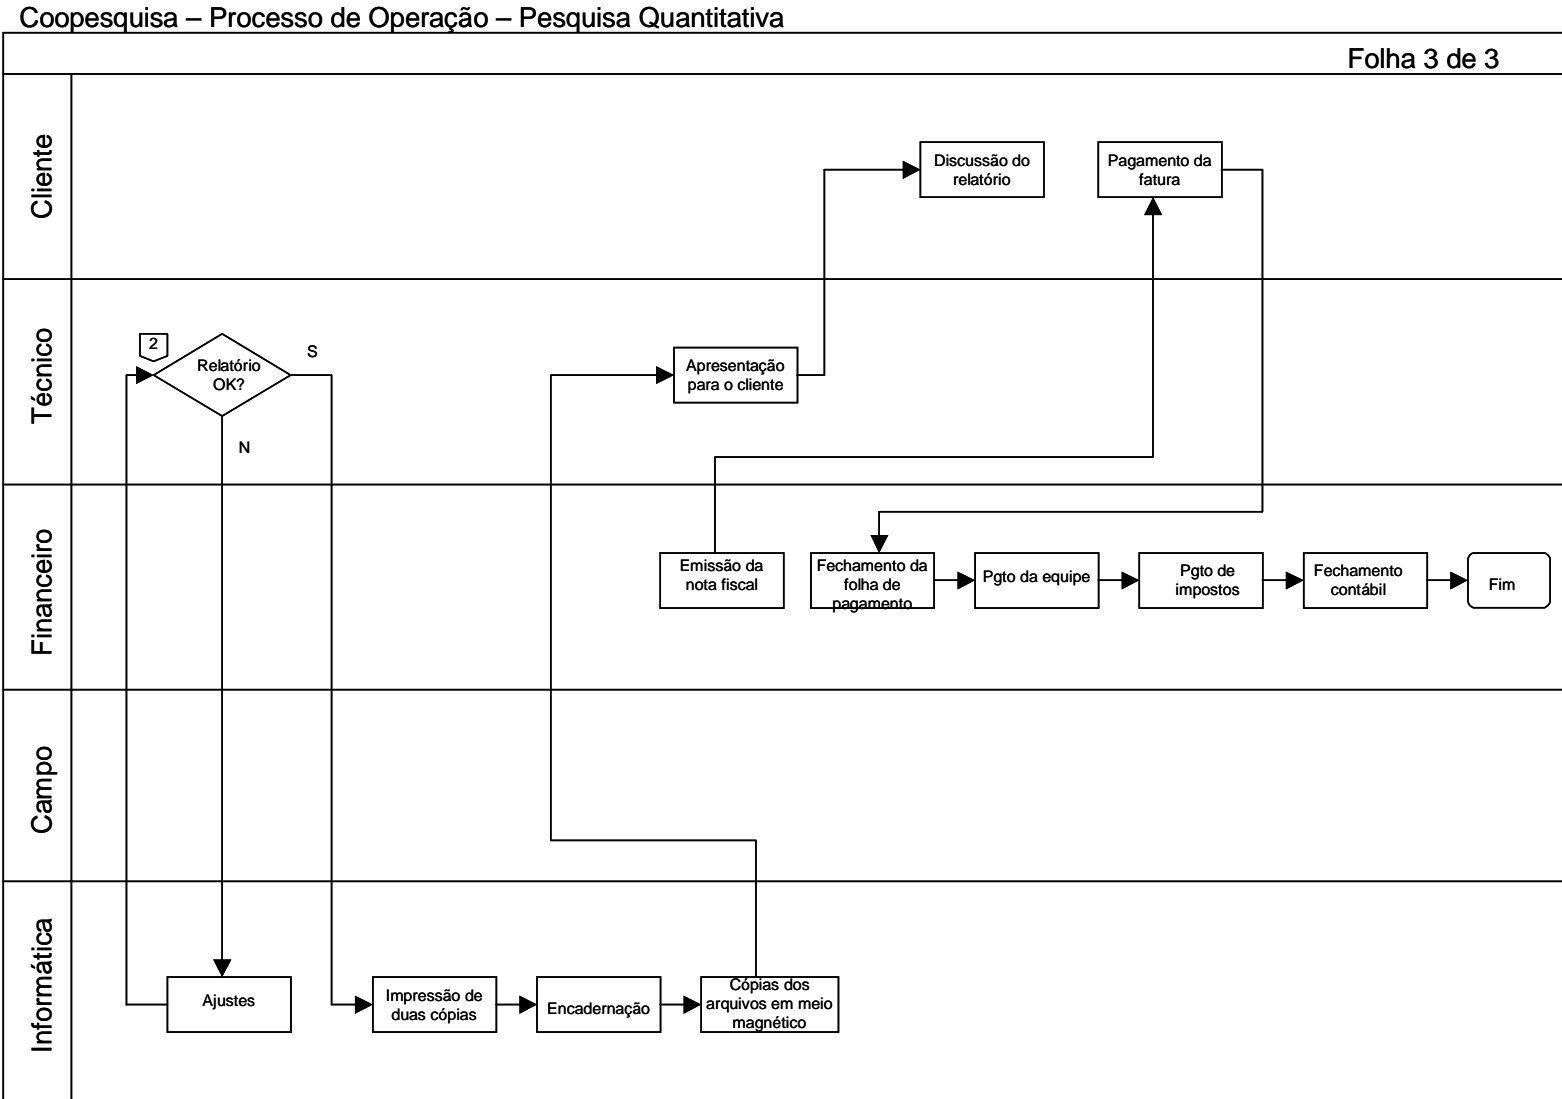 Coopesquisa – Processo de Operação – Pesquisa Quantitativa
Folha 3 de 3
Cliente
Discussão do
relatório
Pagamento da
fatura
Técnico
2
Relatório
OK?
S
N
Apresentação
para o cliente
Financeiro
Emissão da
nota fiscal
Fechamento da
folha de
pagamento
Pgto da equipe
Pgto de
impostos
Fechamento
contábil
Fim
Campo
Informática
Ajustes
Impressão de
duas cópias
Encadernação
Cópias dos
arquivos em meio
magnético